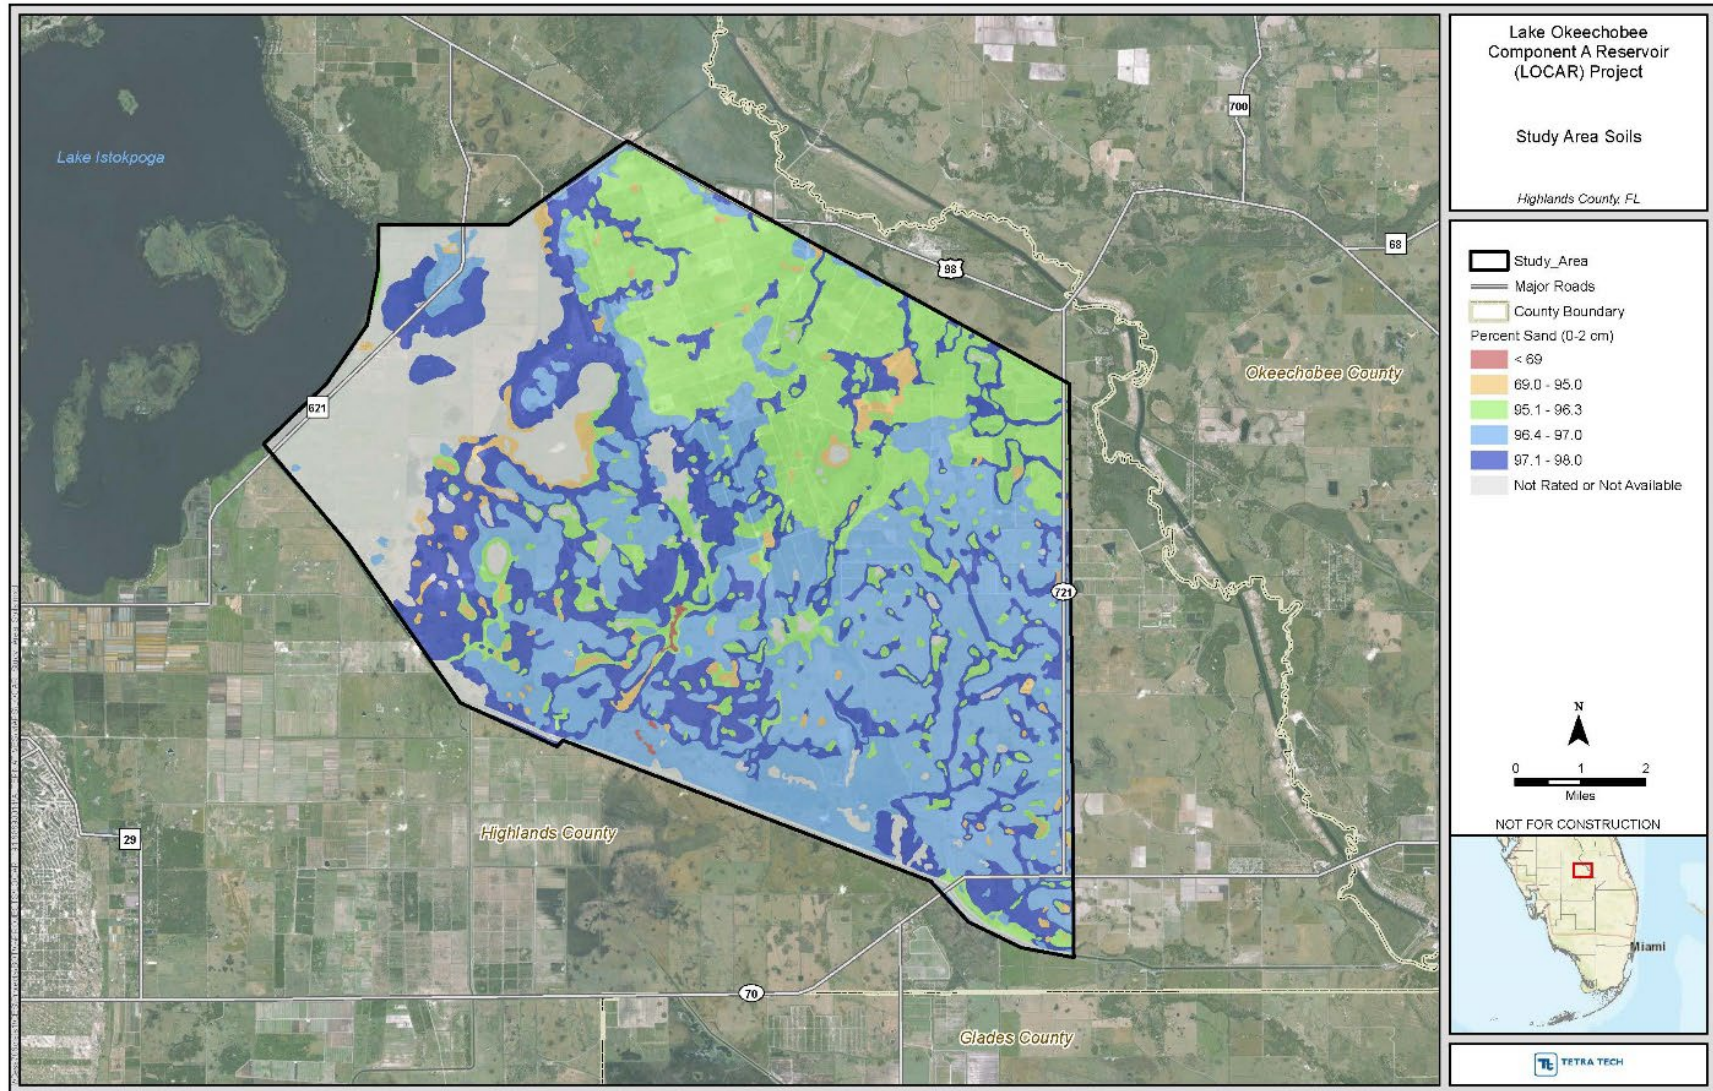 Lake Okeechobee
Component A Reservoir
(LOCAR) Project
Study Area Soils
Highlands County, FL
Study_Area
Major Roads
County Boundary
Percent Sand (0-2 cm)
< 69
69.0 - 95.0
95.1 - 96.3
96.4 - 97.0
97.1 - 98.0
Not Rated or Not Available
N
0 1 2
Miles
NOT FOR CONSTRUCTION
Miami
Tt TETRA TECH
Lake Istokpoga
700
68
98
Okeechobee County
621
721
Highlands County
29
70
Glades County